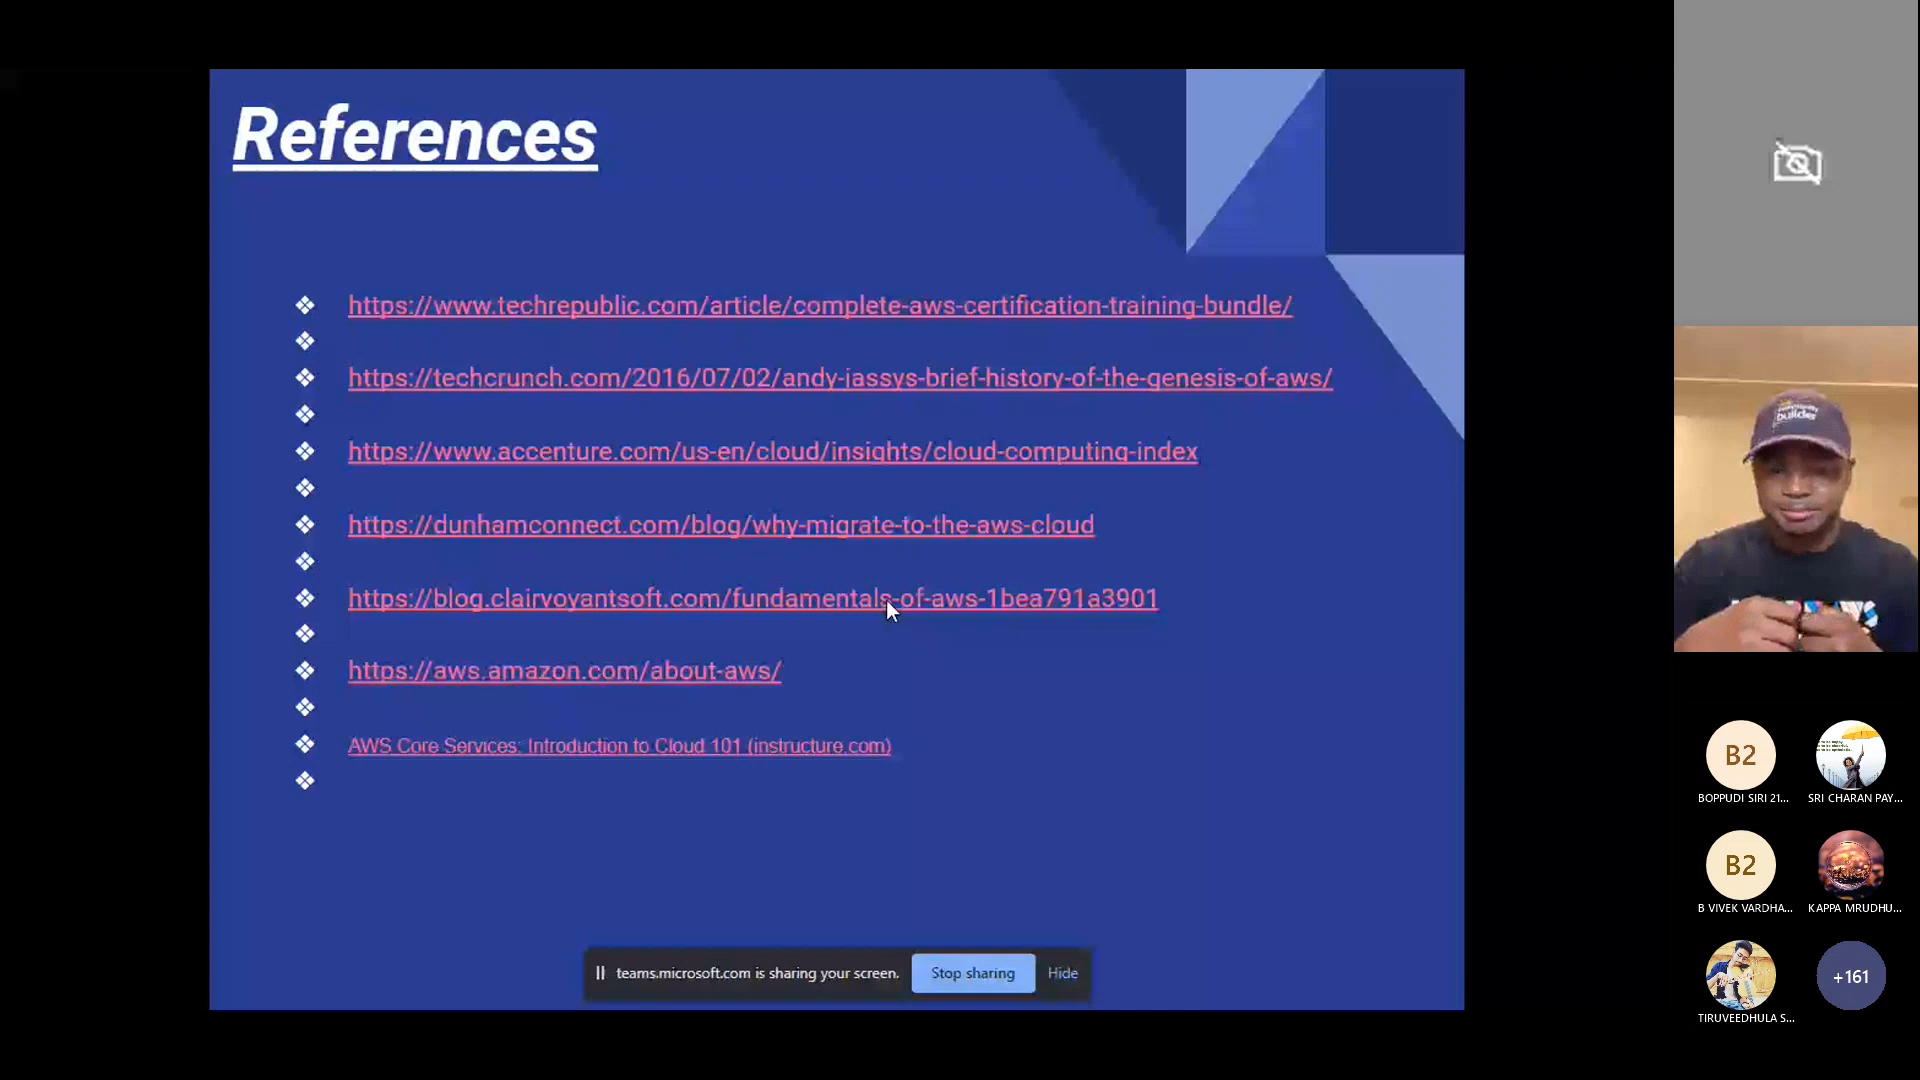 References
https://www.techrepublic.com/article/complete-aws-certification-training-bundle/
https://techcrunch.com/2016/07/02/andy-jassys-brief-history-of-the-genesis-of-aws/
https://www.accenture.com/us-en/cloud/insights/cloud-computing-index
https://dunhamconnect.com/blog/why-migrate-to-the-aws-cloud
https://blog.clairvoyantsoft.com/fundamentals-of-aws-1bea791a3901
https://aws.amazon.com/about-aws/
AWS Core Services: Introduction to Cloud 101 (instructure.com)
teams.microsoft.com is sharing your screen.
Stop sharing
Hide
builder
B2
BOPPUDI SIRI 21...
SRI CHARAN PAY...
B2
B VIVEK VARDHA...
KAPPA MRUDHU...
TIRUVEEDHULA S...
+161